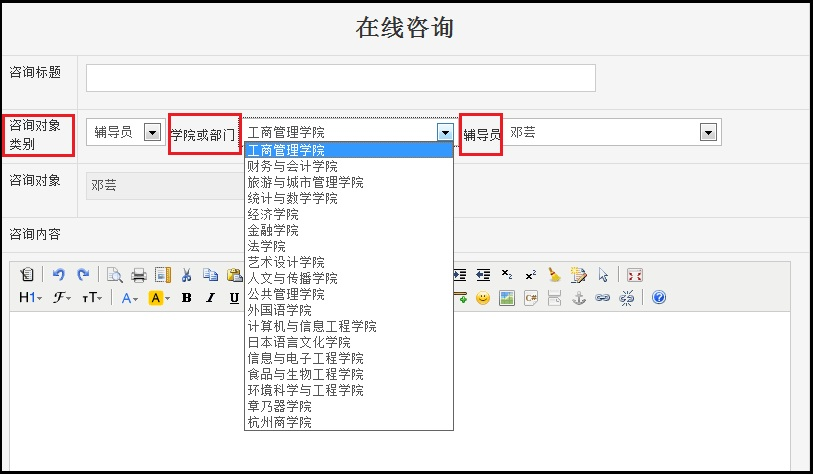 在线咨询
咨询标题
咨询对象
类别
辅导员
学院或部门
工商管理学院
辅导员
邓芸
工商管理学院
财务与会计学院
旅游与城市管理学院
统计与数学学院
经济学院
金融学院
法学院
艺术设计学院
人文与传播学院
公共管理学院
外国语学院
计算机与信息工程学院
日本语言文化学院
信息与电子工程学院
食品与生物工程学院
环境科学与工程学院
章乃器学院
杭州商学院
咨询对象
邓芸
咨询内容
H1 F TT A A B I U C#